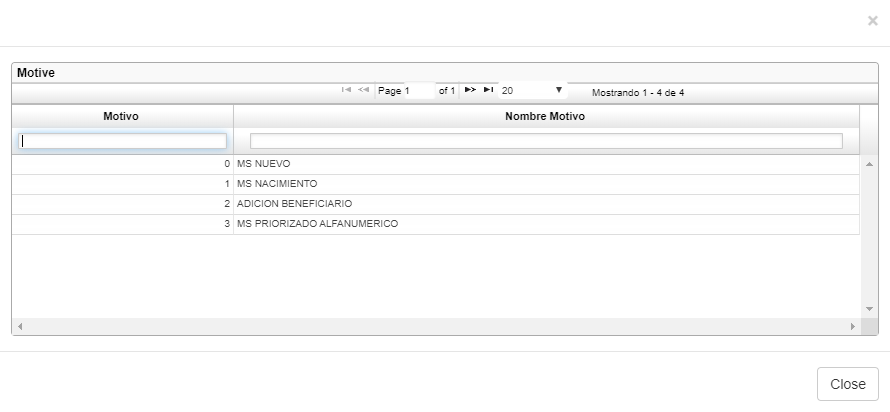 ×
Motive
Page 1 of 1 20 Mostrando 1 - 4 de 4
Motivo Nombre Motivo
0 MS NUEVO
1 MS NACIMIENTO
2 ADICION BENEFICIARIO
3 MS PRIORIZADO ALFANUMERICO
Close